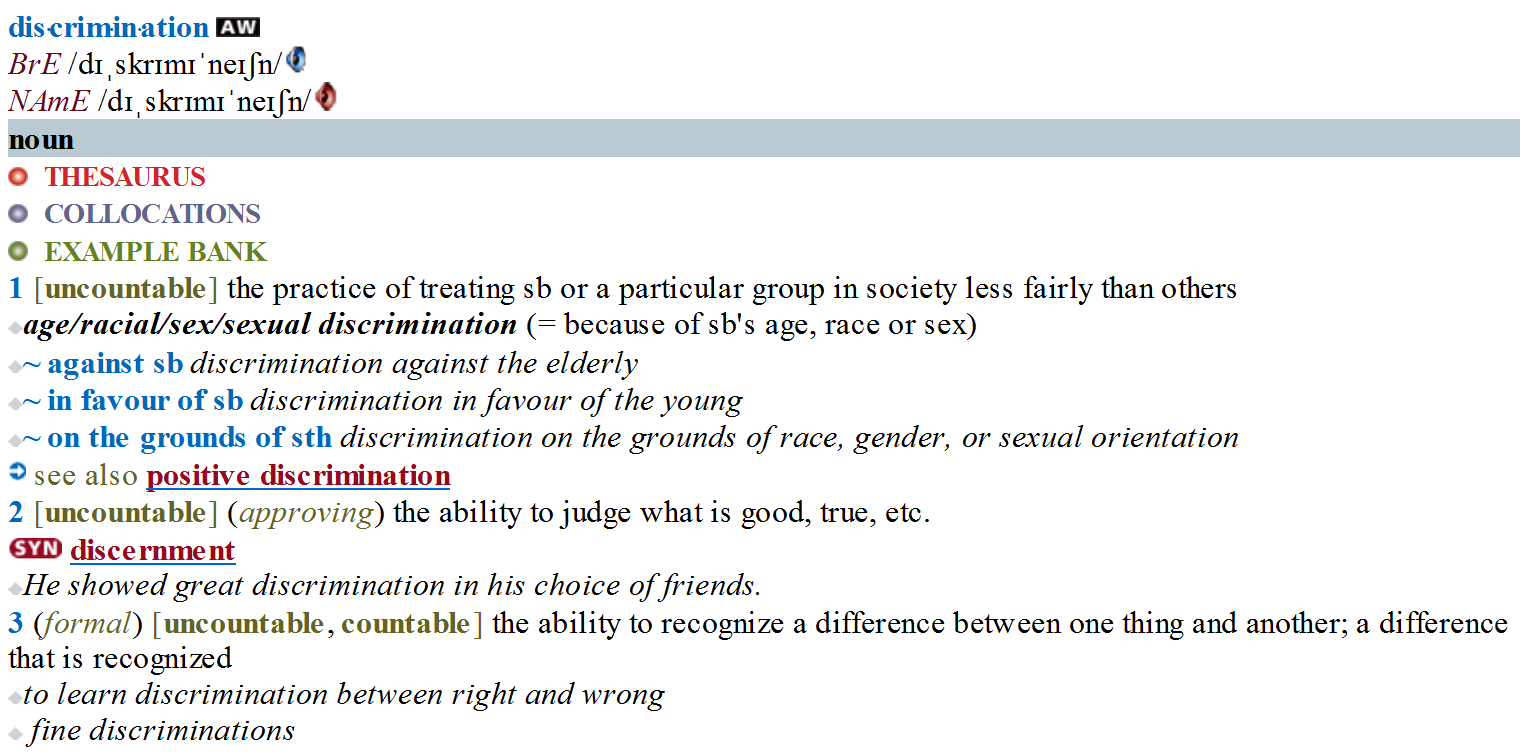 dis·crim·in·ation AW
BrE /dɪˌskrɪmɪˈneɪʃn/
NAmE /dɪˌskrɪmɪˈneɪʃn/
noun
THESAURUS
COLLOCATIONS
EXAMPLE BANK
1 [uncountable] the practice of treating sb or a particular group in society less fairly than others
age/racial/sex/sexual discrimination (= because of sb's age, race or sex)
~ against sb discrimination against the elderly
~ in favour of sb discrimination in favour of the young
~ on the grounds of sth discrimination on the grounds of race, gender, or sexual orientation
see also positive discrimination
2 [uncountable] (approving) the ability to judge what is good, true, etc.
SYN discernment
He showed great discrimination in his choice of friends.
3 (formal) [uncountable, countable] the ability to recognize a difference between one thing and another; a difference
that is recognized
to learn discrimination between right and wrong
fine discriminations